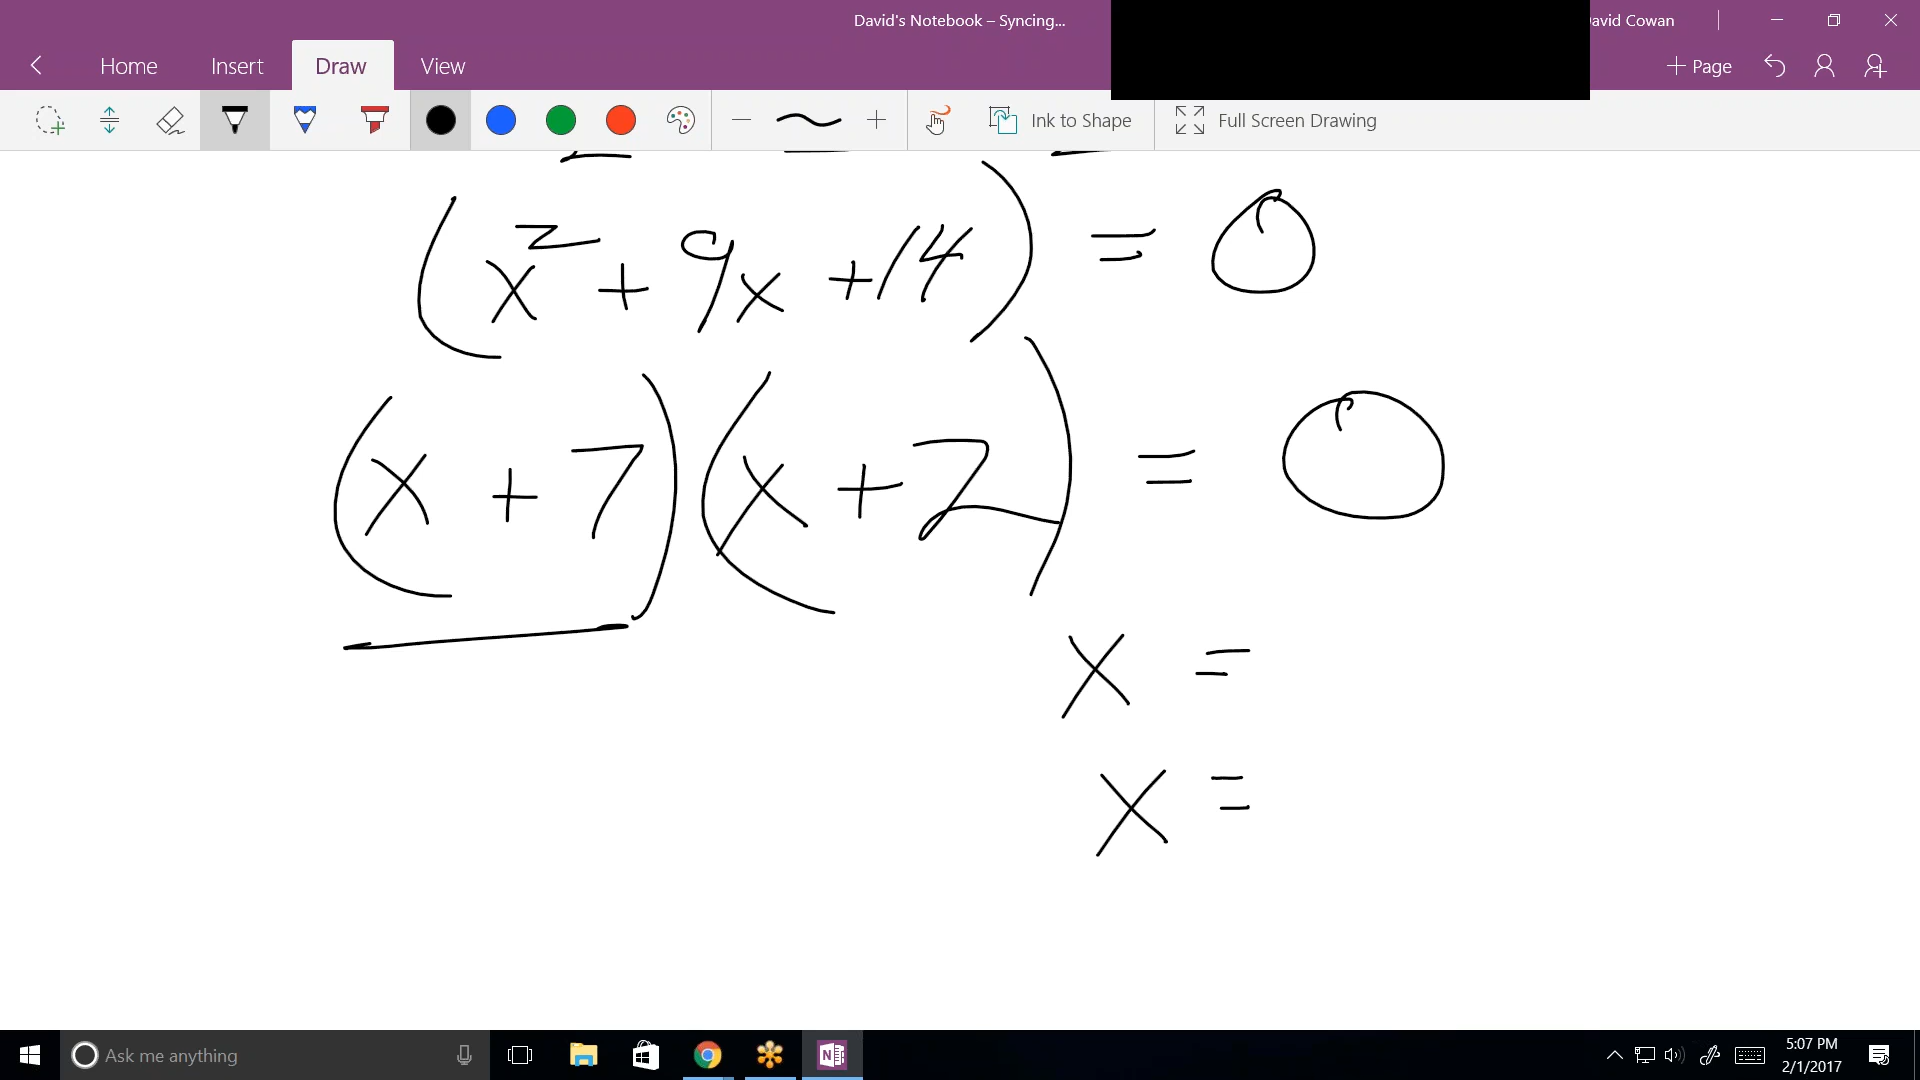 David's Notebook – Syncing...
avid Cowan
Home Insert Draw View
Page
Ink to Shape
Full Screen Drawing
(x² + 9x + 14) = 0
(x + 7)(x + 2) = 0
x =
x =
Ask me anything
N
5:07 PM
2/1/2017